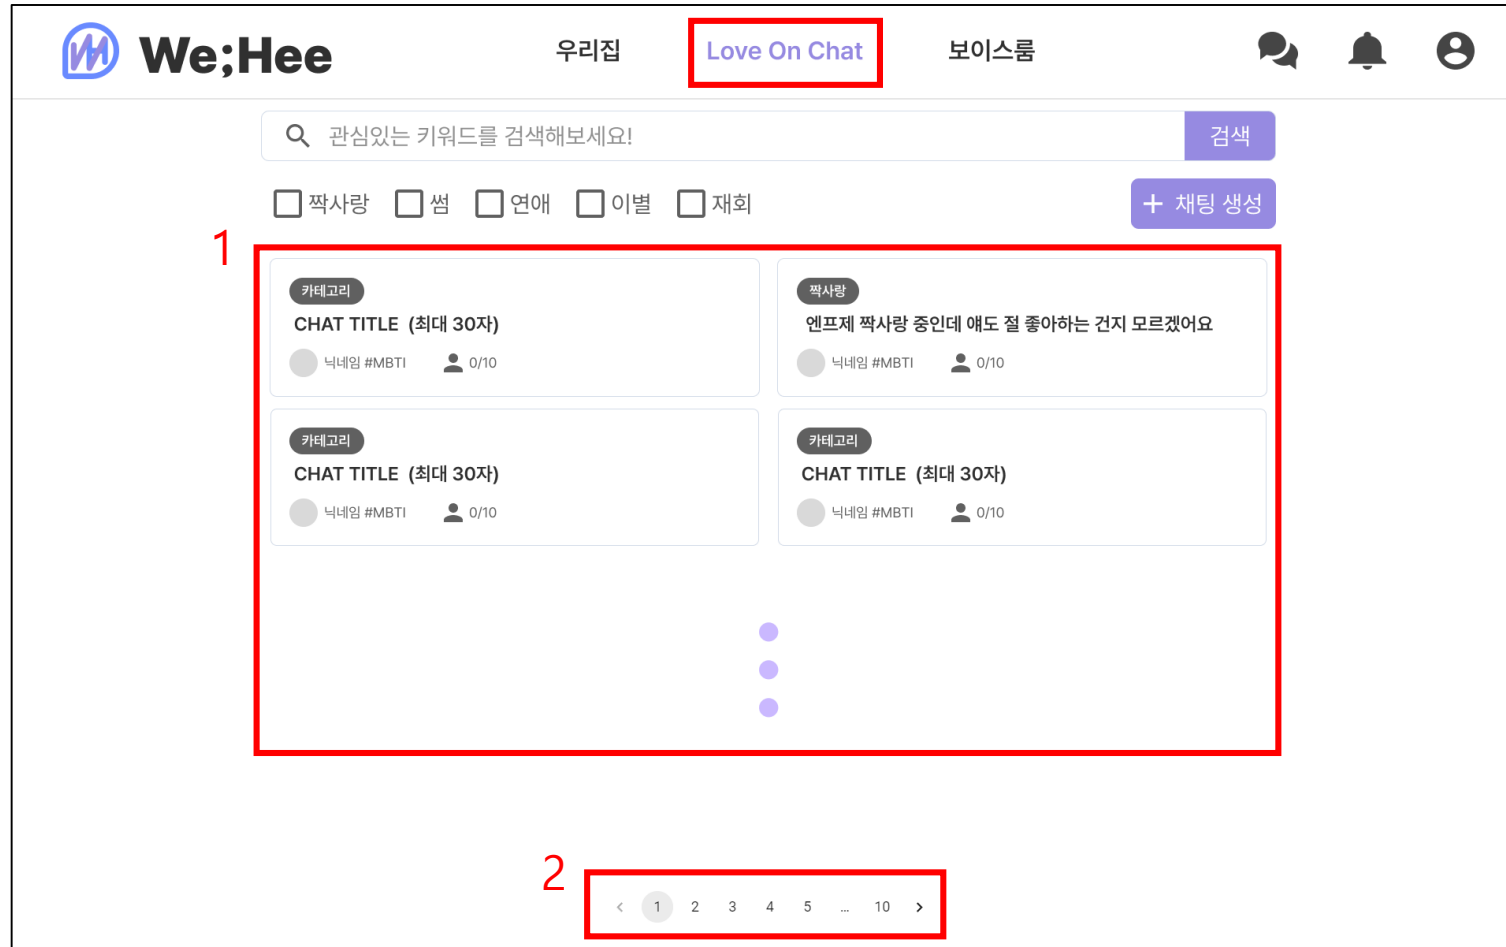 We;Hee 우리집 Love On Chat 보이스룸
관심있는 키워드를 검색해보세요! 검색
짝사랑 썸 연애 이별 재회 + 채팅 생성
1
카테고리
CHAT TITLE (최대 30자)
닉네임 #MBTI 0/10
짝사랑
엔프제 짝사랑 중인데 얘도 절 좋아하는 건지 모르겠어요
닉네임 #MBTI 0/10
카테고리
CHAT TITLE (최대 30자)
닉네임 #MBTI 0/10
카테고리
CHAT TITLE (최대 30자)
닉네임 #MBTI 0/10
2
< 1 2 3 4 5 ... 10 >